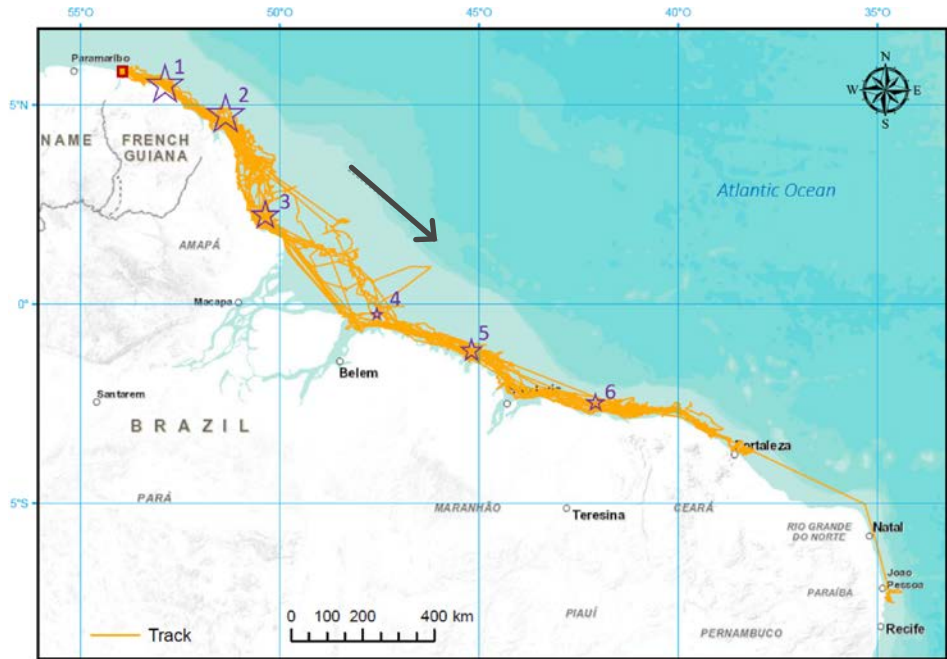 55°O 50°O 45°O 40°O 35°O
Paramaribo
1
2
5°N
NAME
FRENCH
GUIANA
N
W E
S
Atlantic Ocean
3
AMAPÁ
Macapa
0°
4
5
Belem
Santarem
6
BRAZIL
Fortaleza
PARÁ
5°S
MARANHÃO
Teresina
CEARÁ
RIO GRANDE
DO NORTE
Natal
Joao
Pessoa
PARAÍBA
PIAUÍ
PERNAMBUCO
Recife
0 100 200 400 km
Track